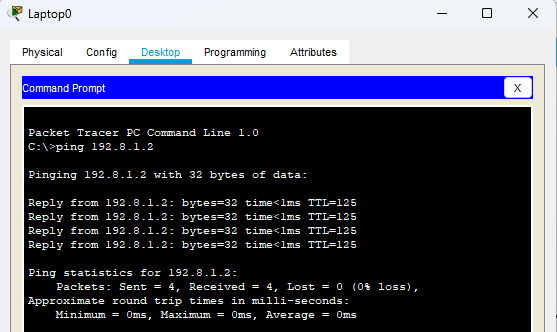 Laptop0
Physical Config Desktop Programming Attributes
Command Prompt X
Packet Tracer PC Command Line 1.0
C:\>ping 192.8.1.2
Pinging 192.8.1.2 with 32 bytes of data:
Reply from 192.8.1.2: bytes=32 time<1ms TTL=125
Reply from 192.8.1.2: bytes=32 time<1ms TTL=125
Reply from 192.8.1.2: bytes=32 time<1ms TTL=125
Reply from 192.8.1.2: bytes=32 time<1ms TTL=125
Ping statistics for 192.8.1.2:
Packets: Sent = 4, Received = 4, Lost = 0 (0% loss),
Approximate round trip times in milli-seconds:
Minimum = 0ms, Maximum = 0ms, Average = 0ms